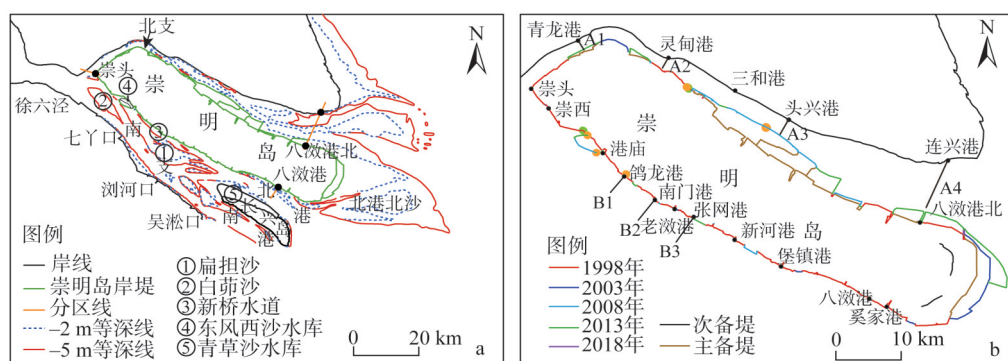 北支
N
崇头
④
崇
②
徐六泾
明
七丫口
南
③
岛
八滧港北
①
支
八滧港
浏河口
北
⑤
长兴岛
港
北港北沙
吴淞口
南
港
图例
岸线
崇明岛岸堤
分区线
–2 m等深线
–5 m等深线
①扁担沙
②白茆沙
③新桥水道
④东风西沙水库
⑤青草沙水库
0 20 km
a
青龙港
A1
灵甸港
A2
N
三和港
崇头
崇西
头兴港
A3
崇
连兴港
港庙
明
A4
鸽龙港
八滧港北
B1
南门港
张网港
B2
老滧港
岛
B3
新河港
堡镇港
八滧港
奚家港
图例
1998年
2003年
2008年
2013年
2018年
次备堤
主备堤
0 10 km
b